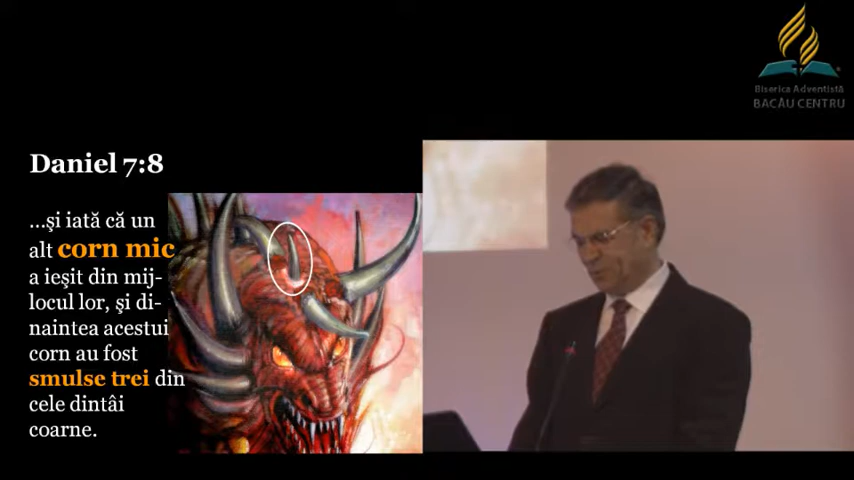 Biserica Adventistă
BACĂU CENTRU
Daniel 7:8
...şi iată că un
alt corn mic
a ieşit din mij-
locul lor, şi di-
naintea acestui
corn au fost
smulse trei din
cele dintâi
coarne.